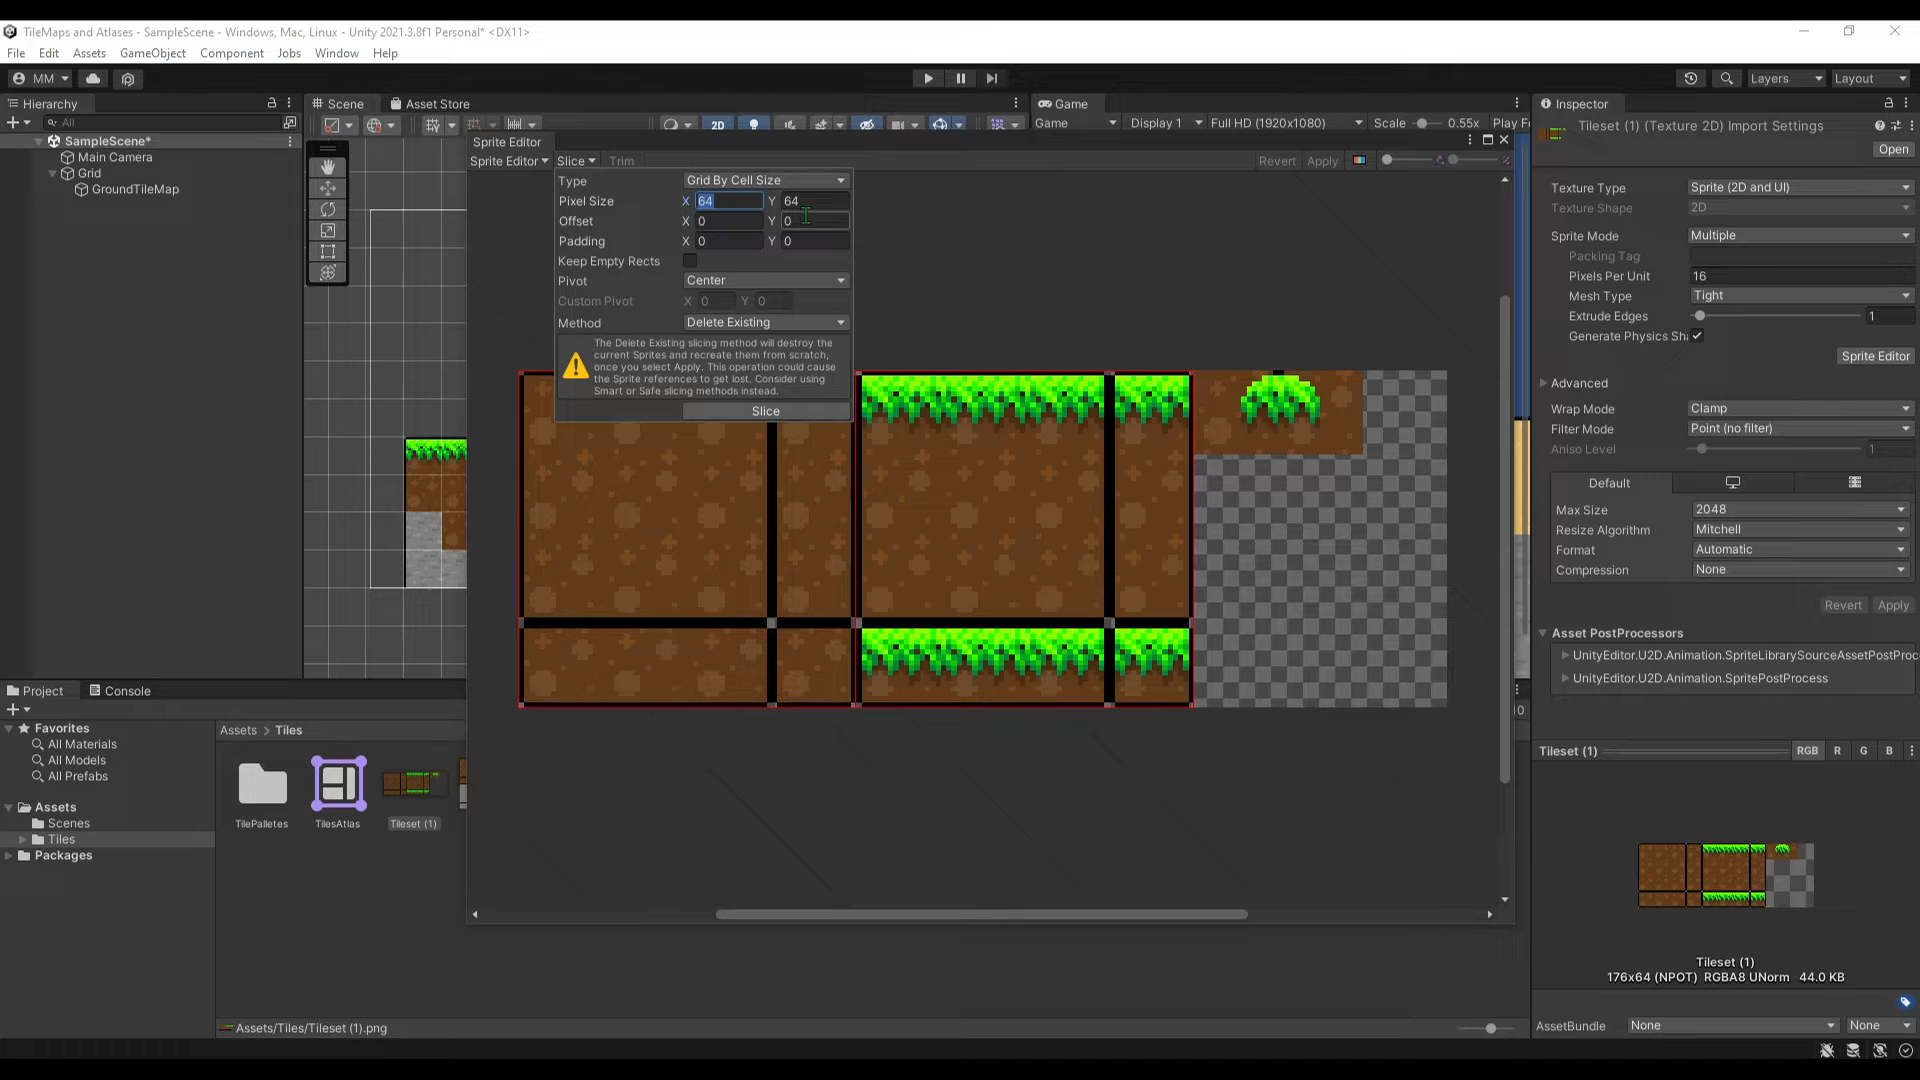 TileMaps and Atlases - SampleScene - Windows, Mac, Linux - Unity 2021.3.8f1 Personal* <DX11>
File Edit Assets GameObject Component Jobs Window Help
MM
Layers
Layout
Hierarchy
All
SampleScene*
Main Camera
Grid
GroundTileMap
Scene
Asset Store
2D
Game
Game
Display 1
Full HD (1920x1080)
Scale
0.55x
Play Fo
Sprite Editor
Sprite Editor
Slice
Trim
Revert
Apply
Type Grid By Cell Size
Pixel Size X 64 Y 64
Offset X 0 Y 0
Padding X 0 Y 0
Keep Empty Rects
Pivot Center
Custom Pivot X 0 Y 0
Method Delete Existing
The Delete Existing slicing method will destroy the
current Sprites and recreate them from scratch,
once you select Apply. This operation could cause
the Sprite references to get lost. Consider using
Smart or Safe slicing methods instead.
Slice
Inspector
Tileset (1) (Texture 2D) Import Settings
Open
Texture Type Sprite (2D and UI)
Texture Shape 2D
Sprite Mode Multiple
Packing Tag
Pixels Per Unit 16
Mesh Type Tight
Extrude Edges 1
Generate Physics Sha
Sprite Editor
Advanced
Wrap Mode Clamp
Filter Mode Point (no filter)
Aniso Level 1
Default
Max Size 2048
Resize Algorithm Mitchell
Format Automatic
Compression None
Revert Apply
Asset PostProcessors
UnityEditor.U2D.Animation.SpriteLibrarySourceAssetPostProc
UnityEditor.U2D.Animation.SpritePostProcess
Tileset (1)
RGB R G B
Tileset (1)
176x64 (NPOT) RGBA8 UNorm 44.0 KB
AssetBundle None None
Project
Console
Favorites
All Materials
All Models
All Prefabs
Assets
Scenes
Tiles
Packages
Assets > Tiles
TilePalletes
TilesAtlas
Tileset (1)
10
Assets/Tiles/Tileset (1).png